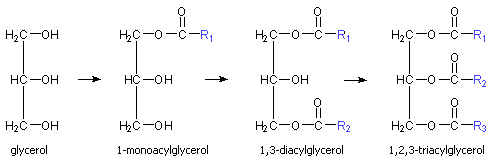 O O
H₂C—OH H₂C—O—C—R₁ H₂C—O—C—R₁ H₂C—O—C—R₁
O
HC—OH HC—OH HC—OH HC—O—C—R₂
O O
H₂C—OH H₂C—OH H₂C—O—C—R₂ H₂C—O—C—R₃
glycerol 1-monoacylglycerol 1,3-diacylglycerol 1,2,3-triacylglycerol